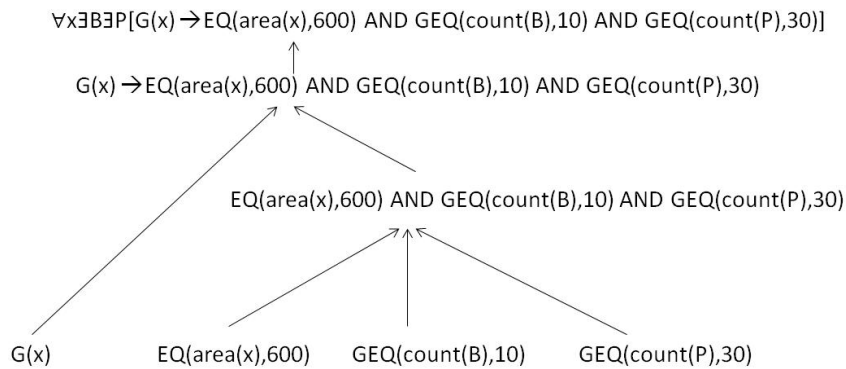 ∀x∃B∃P[G(x) →EQ(area(x),600) AND GEQ(count(B),10) AND GEQ(count(P),30)]
G(x) →EQ(area(x),600) AND GEQ(count(B),10) AND GEQ(count(P),30)
EQ(area(x),600) AND GEQ(count(B),10) AND GEQ(count(P),30)
G(x) EQ(area(x),600) GEQ(count(B),10) GEQ(count(P),30)